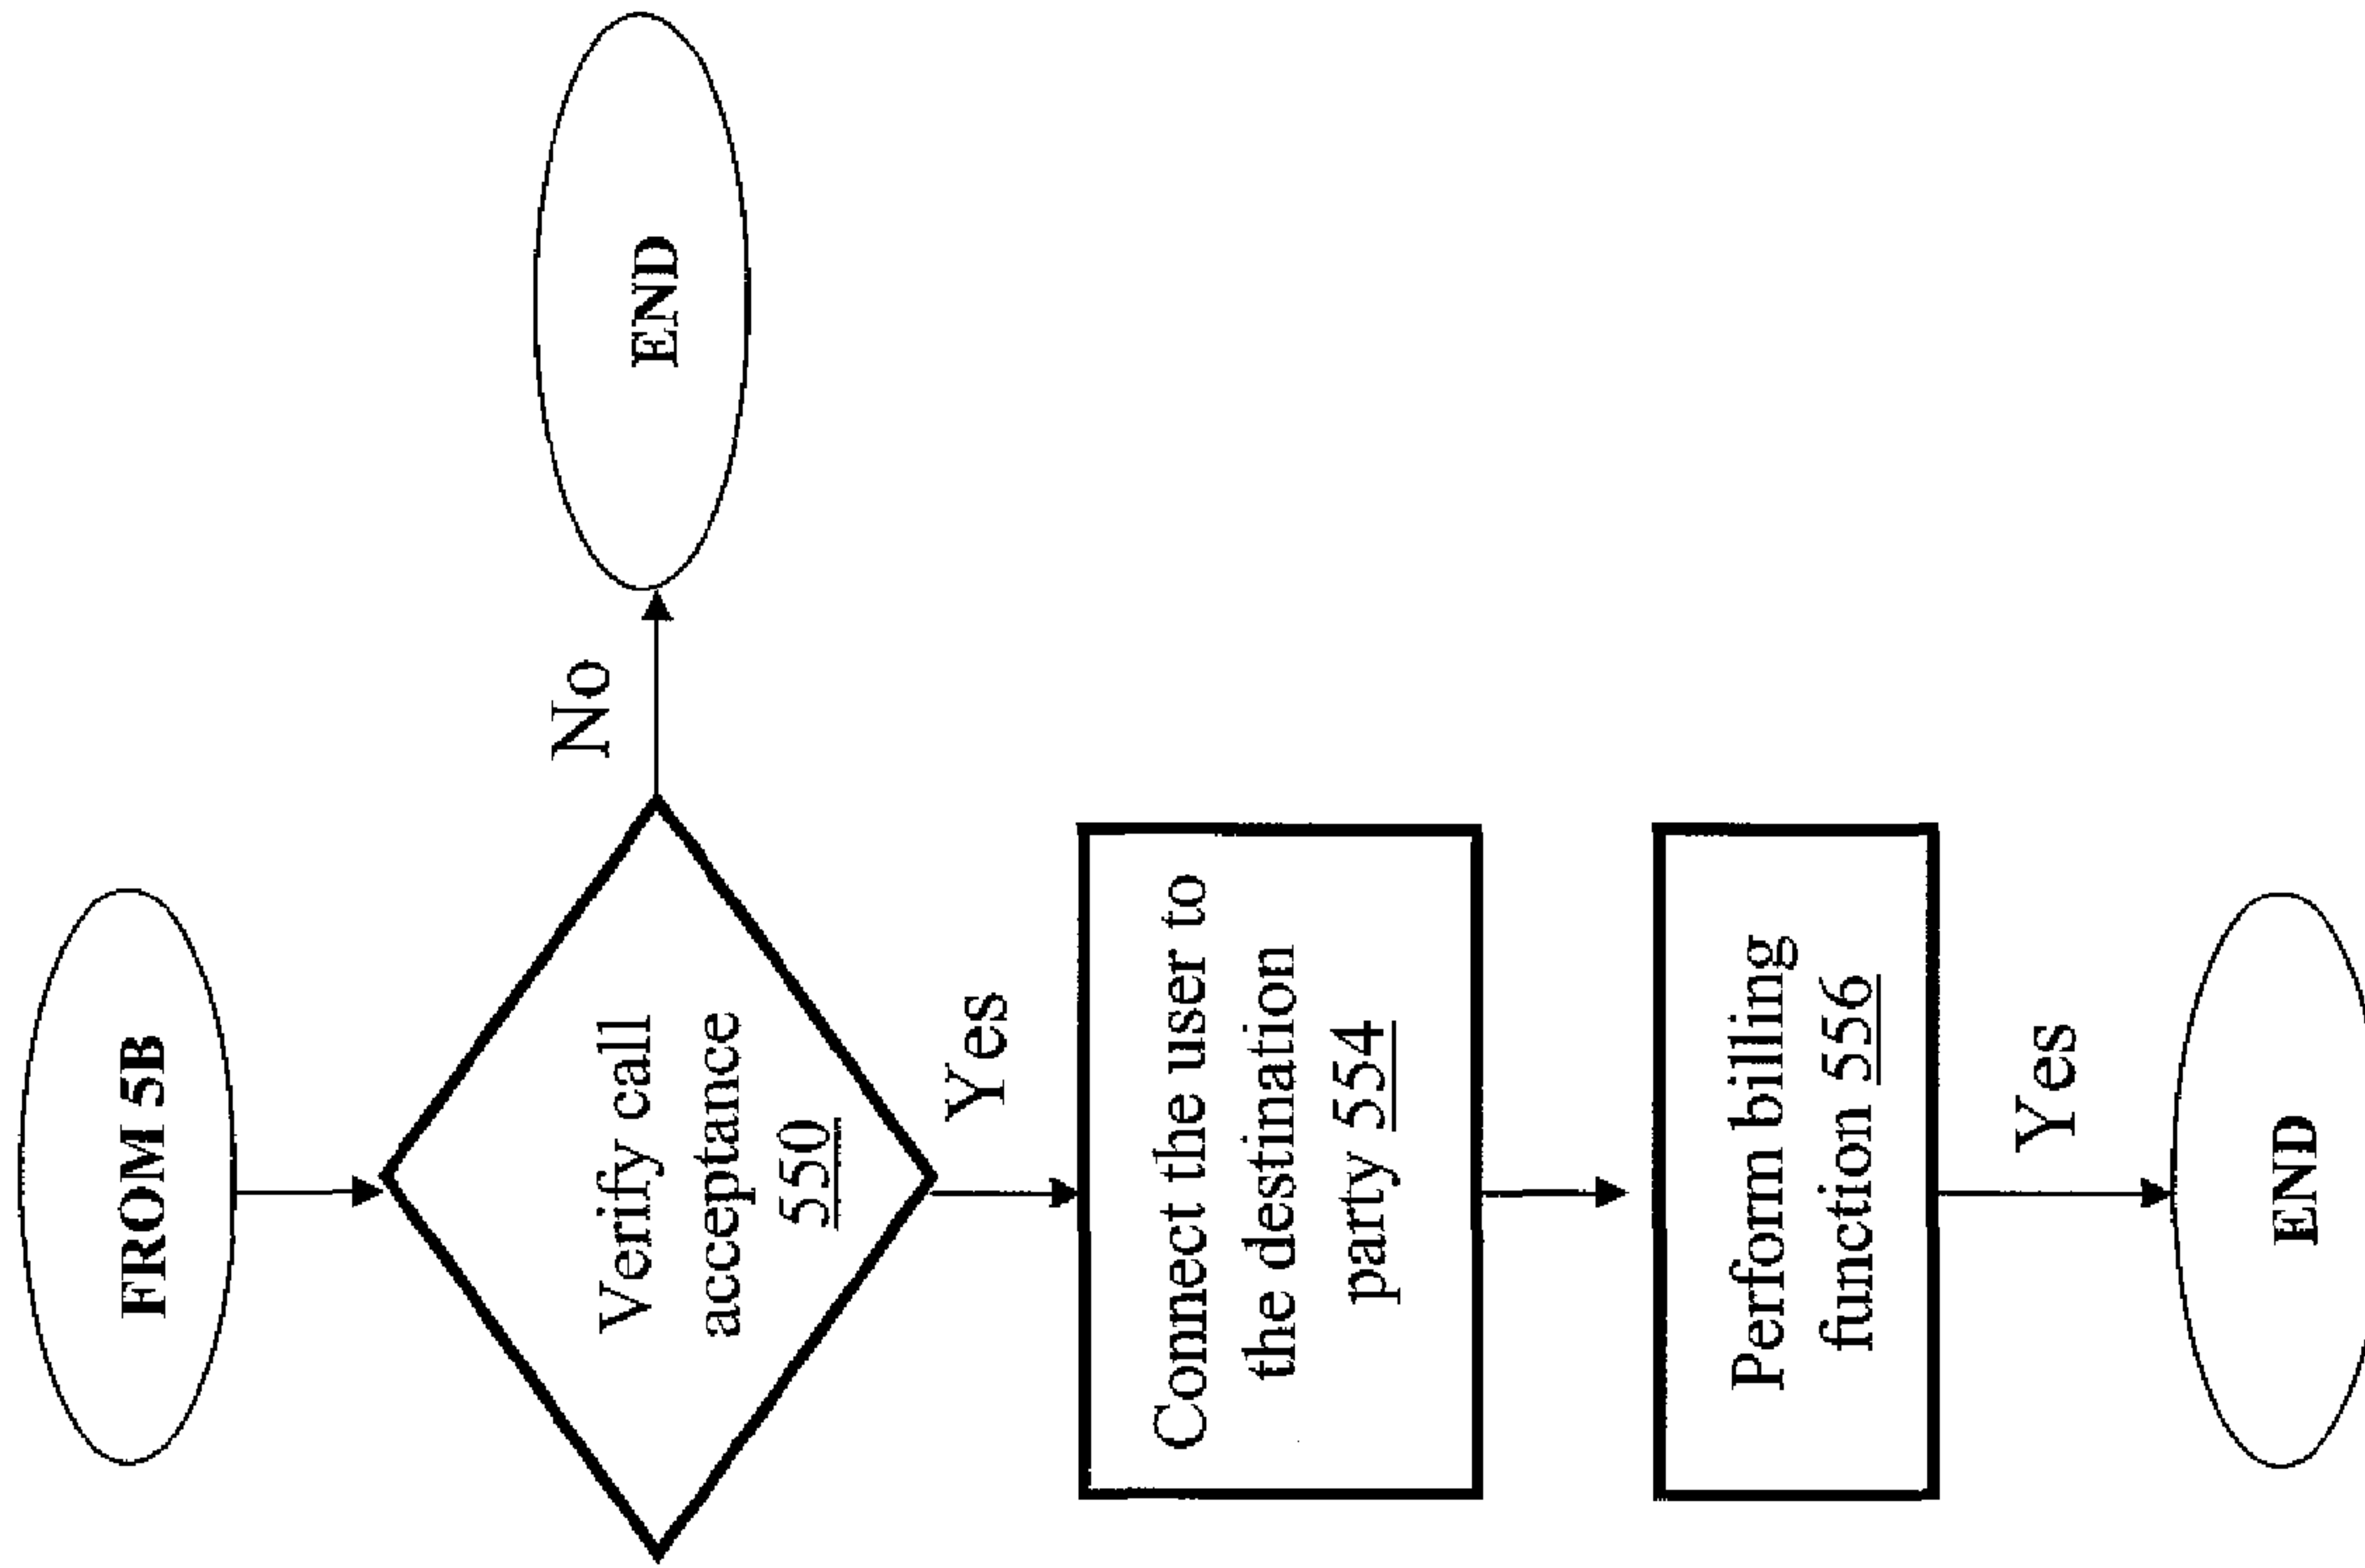 FROM 5B
Verify call
acceptance
550
No
END
Yes
Connect the user to
the destination
party 554
Perform billing
function 556
Yes
END